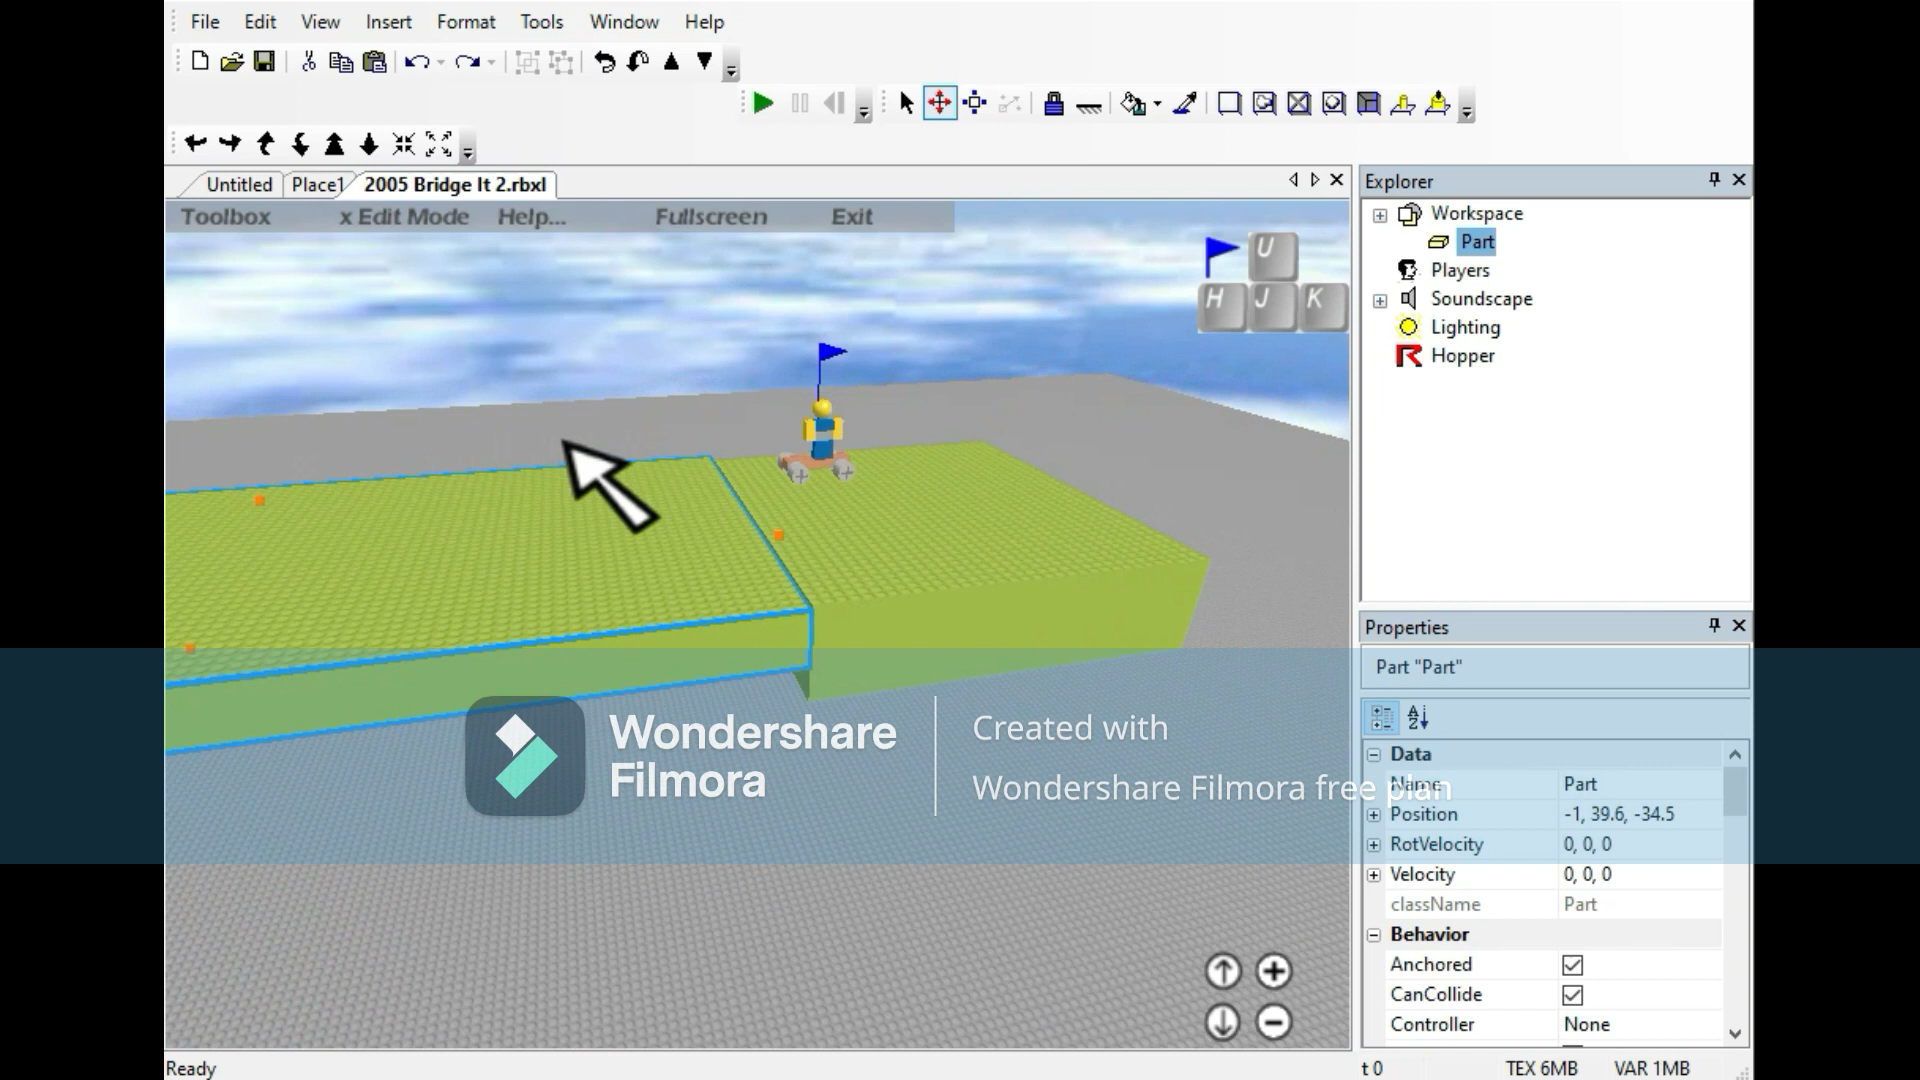 File Edit View Insert Format Tools Window Help
Untitled Place1 2005 Bridge It 2.rbxl
Toolbox x Edit Mode Help... Fullscreen Exit
U
H J K
Explorer
Workspace
Part
Players
Soundscape
Lighting
Hopper
Properties
Part "Part"
Data
Name Part
Position -1, 39.6, -34.5
RotVelocity 0, 0, 0
Velocity 0, 0, 0
className Part
Behavior
Anchored
CanCollide
Controller None
Wondershare
Filmora
Created with
Wondershare Filmora free plan
Ready t 0 TEX 6MB VAR 1MB